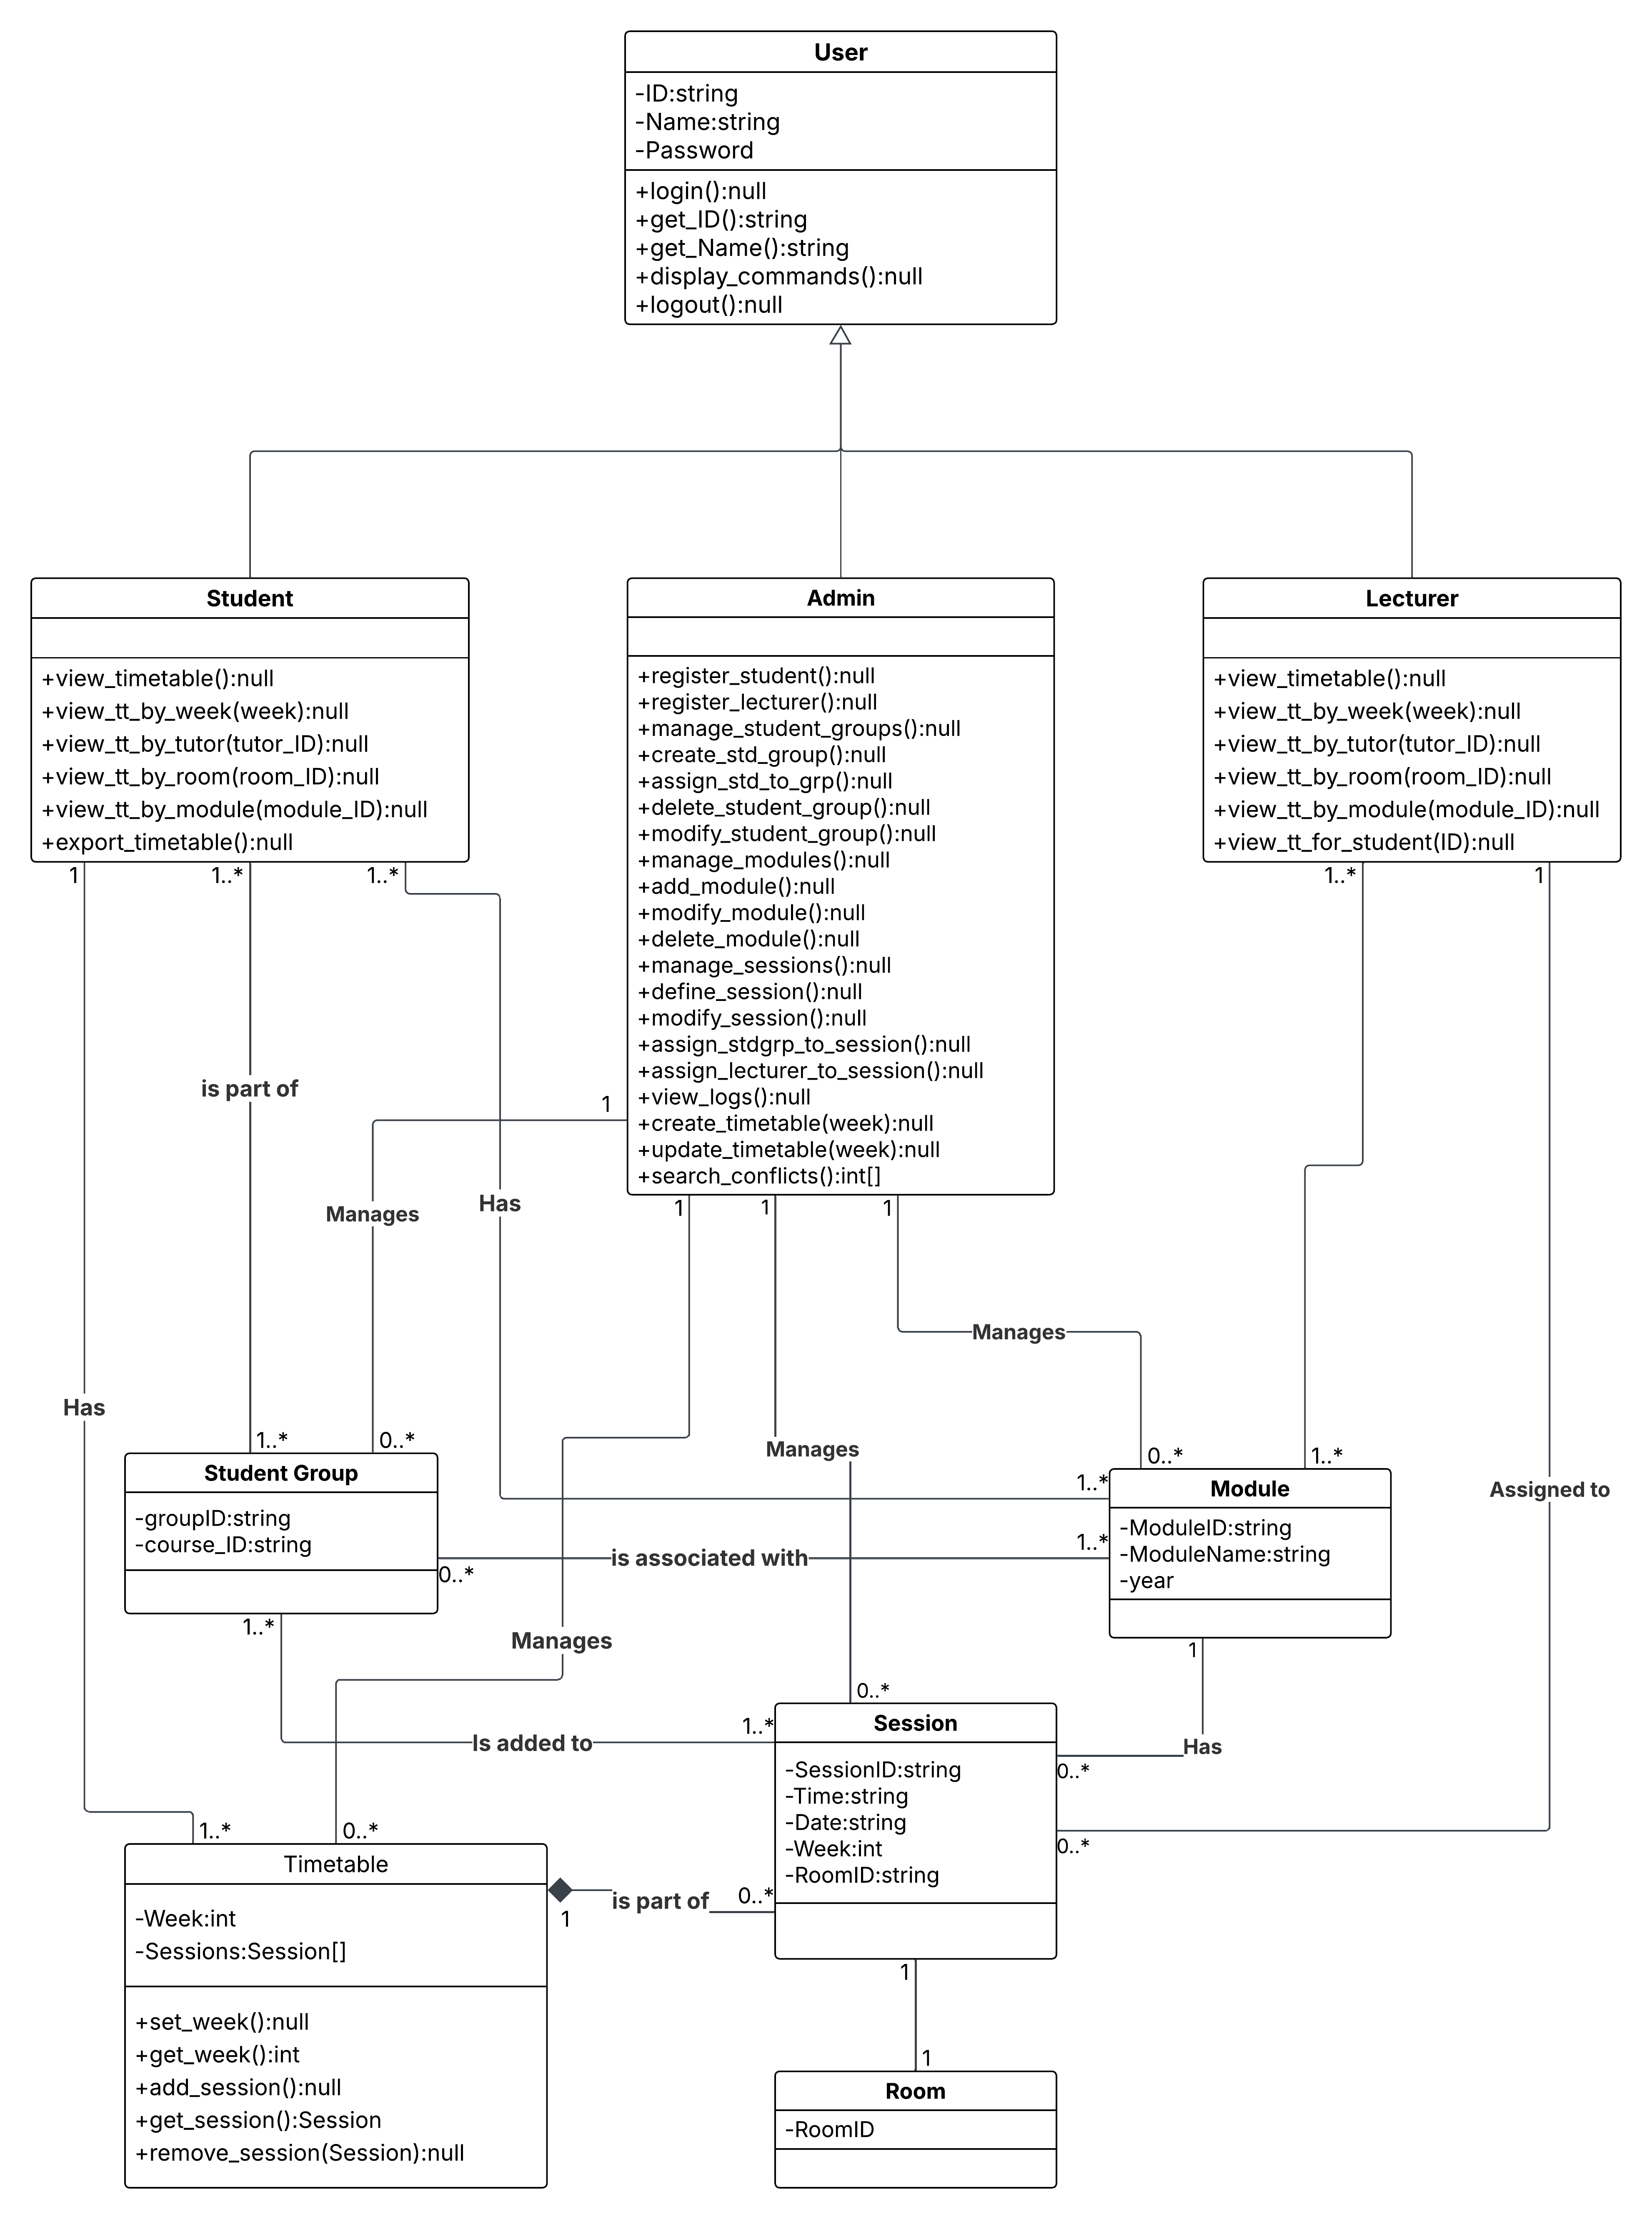 User
-ID:string
-Name:string
-Password
+login():null
+get_ID():string
+get_Name():string
+display_commands():null
+logout():null
Student
+view_timetable():null
+view_tt_by_week(week):null
+view_tt_by_tutor(tutor_ID):null
+view_tt_by_room(room_ID):null
+view_tt_by_module(module_ID):null
+export_timetable():null
Admin
+register_student():null
+register_lecturer():null
+manage_student_groups():null
+create_std_group():null
+assign_std_to_grp():null
+delete_student_group():null
+modify_student_group():null
+manage_modules():null
+add_module():null
+modify_module():null
+delete_module():null
+manage_sessions():null
+define_session():null
+modify_session():null
+assign_stdgrp_to_session():null
+assign_lecturer_to_session():null
+view_logs():null
+create_timetable(week):null
+update_timetable(week):null
+search_conflicts():int[]
Lecturer
+view_timetable():null
+view_tt_by_week(week):null
+view_tt_by_tutor(tutor_ID):null
+view_tt_by_room(room_ID):null
+view_tt_by_module(module_ID):null
+view_tt_for_student(ID):null
1
1..*
1..*
1..*
1
is part of
1
Has
Manages
1
1
1
Manages
Has
Manages
1..*
0..*
0..*
1..*
1..*
Assigned to
Student Group
-groupID:string
-course_ID:string
Module
-ModuleID:string
-ModuleName:string
-year
1..*
is associated with
0..*
1..*
Manages
1
0..*
1..*
Is added to
Has
0..*
Session
-SessionID:string
-Time:string
-Date:string
-Week:int
-RoomID:string
1..*
0..*
0..*
Timetable
-Week:int
-Sessions:Session[]
+set_week():null
+get_week():int
+add_session():null
+get_session():Session
+remove_session(Session):null
is part of
0..*
1
1
1
Room
-RoomID